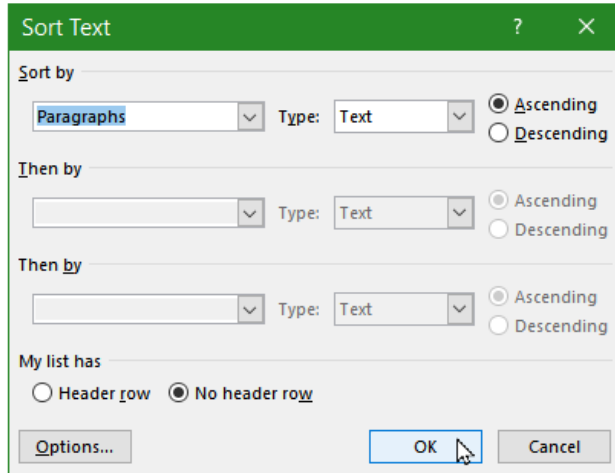 Sort Text ? ×
Sort by
Paragraphs Type: Text Ascending
Descending
Then by
Type: Text Ascending
Descending
Then by
Type: Text Ascending
Descending
My list has
Header row No header row
Options... OK Cancel